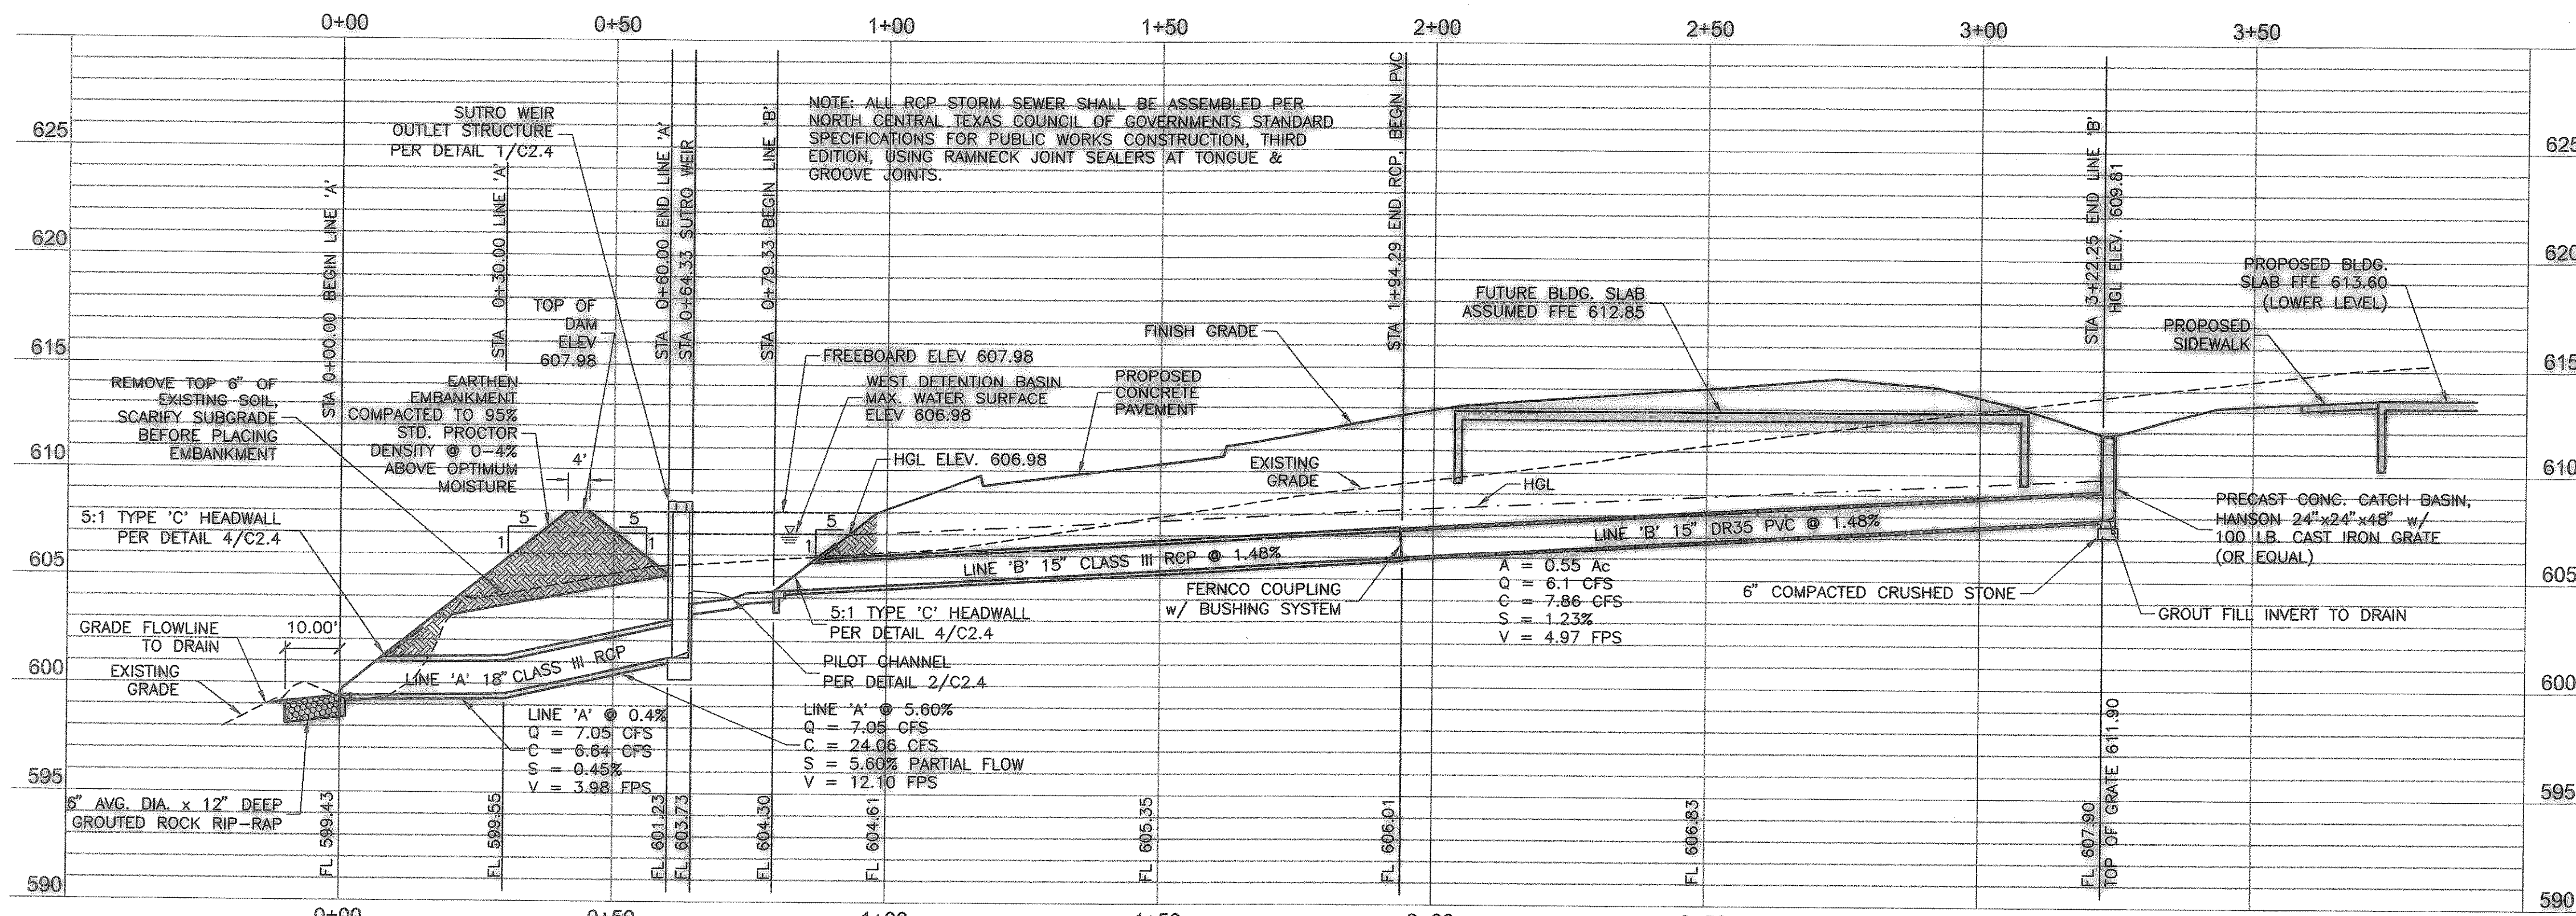 0+00
0+50
1+00
1+50
2+00
2+50
3+00
3+50
625
620
615
610
605
600
595
590
SUTRO WEIR
OUTLET STRUCTURE
PER DETAIL 1/C2.4
STA 0+00.00 BEGIN LINE 'A'
STA 0+30.00 LINE 'A'
STA 0+60.00 END LINE 'A'
STA 0+64.33 SUTRO WEIR
STA 0+79.33 BEGIN LINE 'B'
NOTE: ALL RCP STORM SEWER SHALL BE ASSEMBLED PER
NORTH CENTRAL TEXAS COUNCIL OF GOVERNMENTS STANDARD
SPECIFICATIONS FOR PUBLIC WORKS CONSTRUCTION, THIRD
EDITION, USING RAMNECK JOINT SEALERS AT TONGUE &
GROOVE JOINTS.
STA 1+94.29 END RCP, BEGIN PVC
STA 3+22.25 END LINE 'B'
HGL ELEV. 609.81
TOP OF
DAM
ELEV
607.98
REMOVE TOP 6" OF
EXISTING SOIL,
SCARIFY SUBGRADE
BEFORE PLACING
EMBANKMENT
EARTHEN
EMBANKMENT
COMPACTED TO 95%
STD. PROCTOR
DENSITY @ 0-4%
ABOVE OPTIMUM
MOISTURE
4'
FREEBOARD ELEV 607.98
WEST DETENTION BASIN
MAX. WATER SURFACE
ELEV 606.98
HGL ELEV. 606.98
PROPOSED
CONCRETE
PAVEMENT
FINISH GRADE
FUTURE BLDG. SLAB
ASSUMED FFE 612.85
PROPOSED BLDG.
SLAB FFE 613.60
(LOWER LEVEL)
PROPOSED
SIDEWALK
EXISTING
GRADE
HGL
5:1 TYPE 'C' HEADWALL
PER DETAIL 4/C2.4
5
1
5
1
5
1
LINE 'B' 15" CLASS III RCP @ 1.48%
LINE 'B' 15" DR35 PVC @ 1.48%
PRECAST CONC. CATCH BASIN,
HANSON 24"x24"x48" w/
100 LB. CAST IRON GRATE
(OR EQUAL)
A = 0.55 Ac
Q = 6.1 CFS
C = 7.86 CFS
S = 1.23%
V = 4.97 FPS
FERNCO COUPLING
w/ BUSHING SYSTEM
6" COMPACTED CRUSHED STONE
GROUT FILL INVERT TO DRAIN
5:1 TYPE 'C' HEADWALL
PER DETAIL 4/C2.4
PILOT CHANNEL
PER DETAIL 2/C2.4
GRADE FLOWLINE
TO DRAIN
10.00'
EXISTING
GRADE
LINE 'A' 18" CLASS III RCP
LINE 'A' @ 0.4%
Q = 7.05 CFS
C = 6.64 CFS
S = 0.45%
V = 3.98 FPS
LINE 'A' @ 5.60%
Q = 7.05 CFS
C = 24.06 CFS
S = 5.60% PARTIAL FLOW
V = 12.10 FPS
6" AVG. DIA. x 12" DEEP
GROUTED ROCK RIP-RAP
FL 599.43
FL 599.55
FL 601.23
FL 603.73
FL 604.30
FL 604.61
FL 605.35
FL 606.01
FL 606.83
FL 607.90
TOP OF GRATE 611.90
625
620
615
610
605
600
595
590
0+00
0+50
1+00